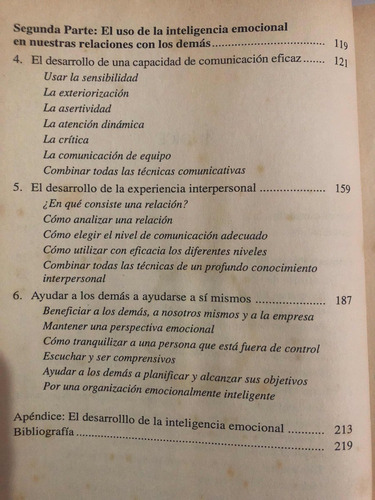 Segunda Parte: El uso de la inteligencia emocional
en nuestras relaciones con los demás........................... 119
4. El desarrollo de una capacidad de comunicación eficaz....... 121
Usar la sensibilidad
La exteriorización
La asertividad
La atención dinámica
La crítica
La comunicación de equipo
Combinar todas las técnicas comunicativas
5. El desarrollo de la experiencia interpersonal .................. 159
¿En qué consiste una relación?
Cómo analizar una relación
Cómo elegir el nivel de comunicación adecuado
Cómo utilizar con eficacia los diferentes niveles
Combinar todas las técnicas de un profundo conocimiento
interpersonal
6. Ayudar a los demás a ayudarse a sí mismos ................... 187
Beneficiar a los demás, a nosotros mismos y a la empresa
Mantener una perspectiva emocional
Cómo tranquilizar a una persona que está fuera de control
Escuchar y ser comprensivos
Ayudar a los demás a planificar y alcanzar sus objetivos
Por una organización emocionalmente inteligente
Apéndice: El desarrolllo de la inteligencia emocional ........... 213
Bibliografía ........................................................ 219